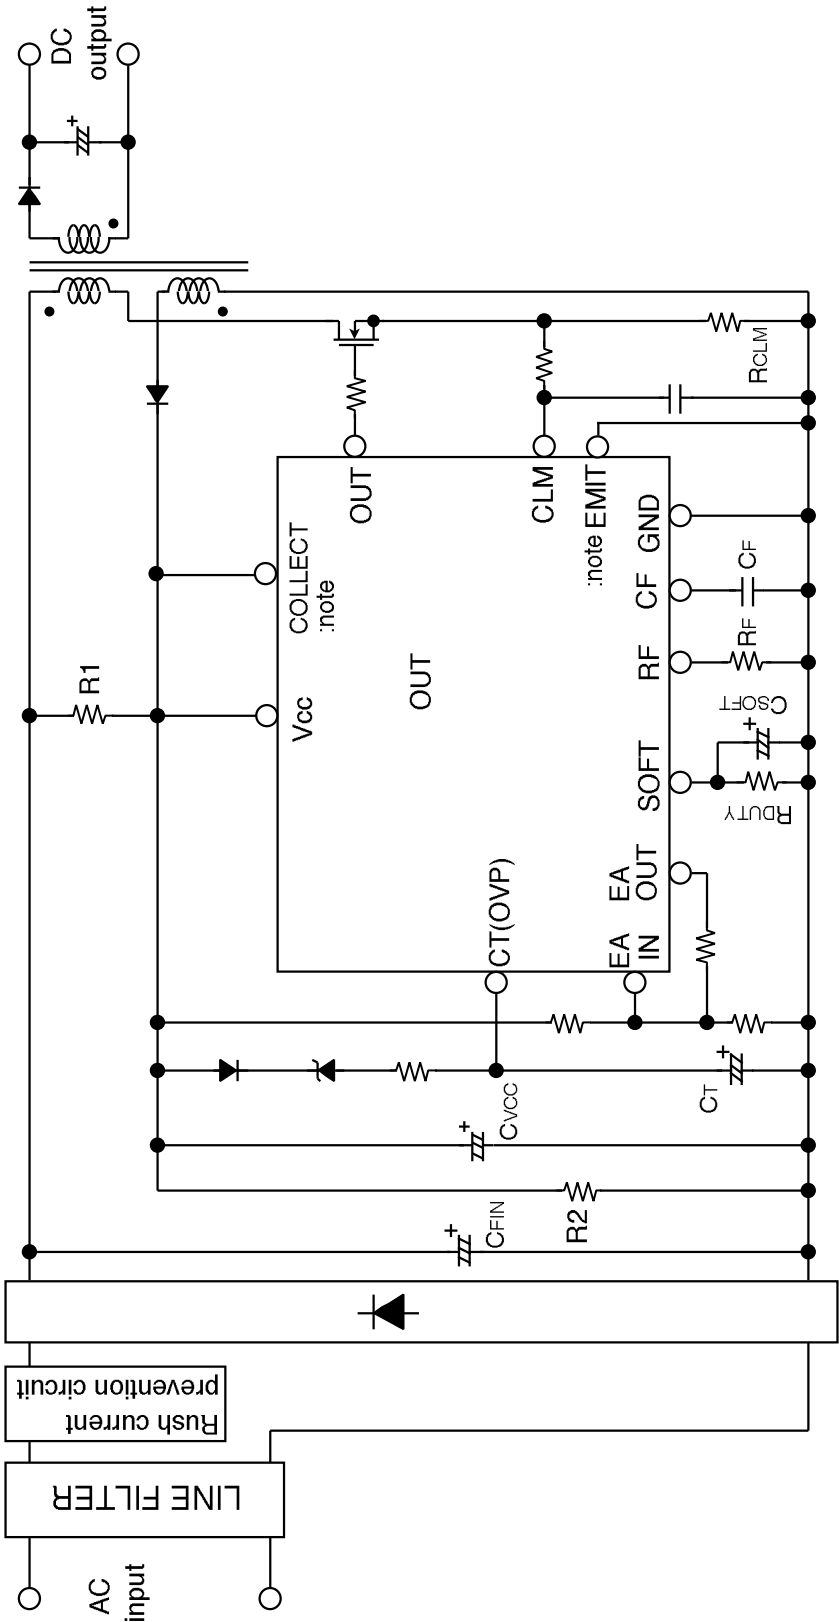 DC
output
+
R1
COLLECT
:note
Vcc
OUT
OUT
CLM
:note EMIT
GND
CF
RF
SOFT
EA
OUT
EA
IN
CT(OVP)
RCLM
CF
RF
CSOFT
+
RDUTY
CT
+
CVCC
+
R2
CFIN
+
Rush current
prevention circuit
LINE FILTER
AC
input